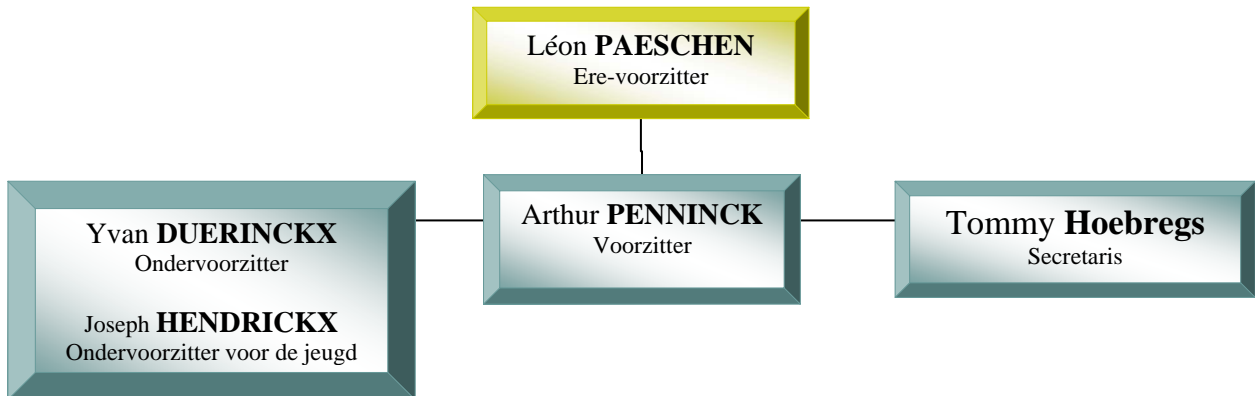 Léon PAESCHEN
Ere-voorzitter
Yvan DUERINCKX
Ondervoorzitter
Joseph HENDRICKX
Ondervoorzitter voor de jeugd
Arthur PENNINCK
Voorzitter
Tommy Hoebregs
Secretaris